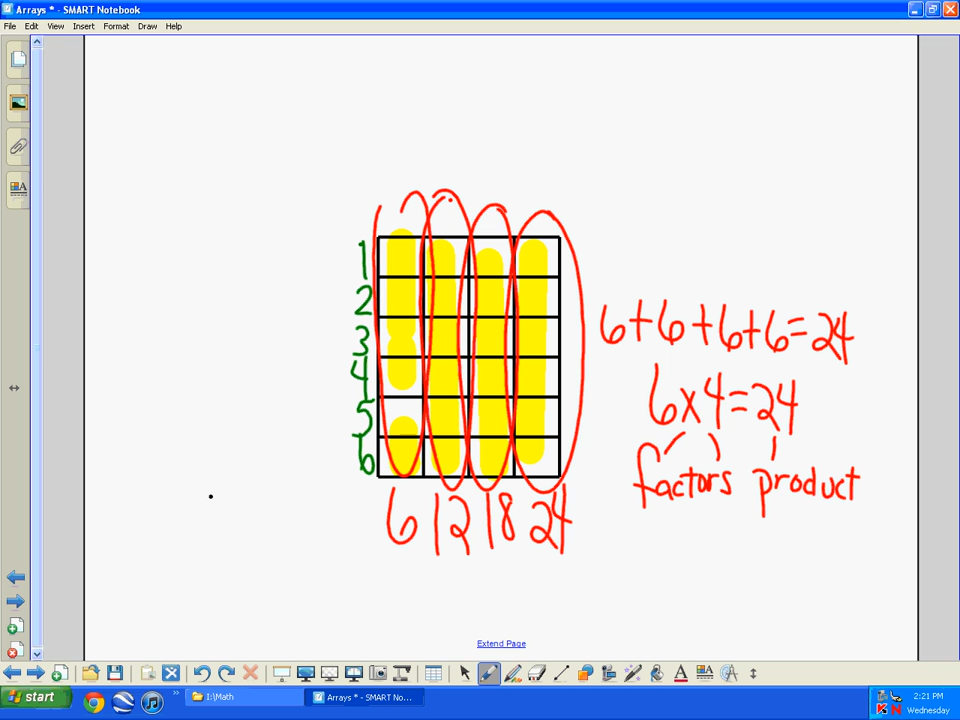 Arrays * - SMART Notebook
File Edit View Insert Format Draw Help
1
2
3
4
5
6
6 12 18 24
6+6+6+6=24
6x4=24
factors product
Extend Page
start
I:\Math
Arrays * - SMART No...
2:21 PM
Wednesday